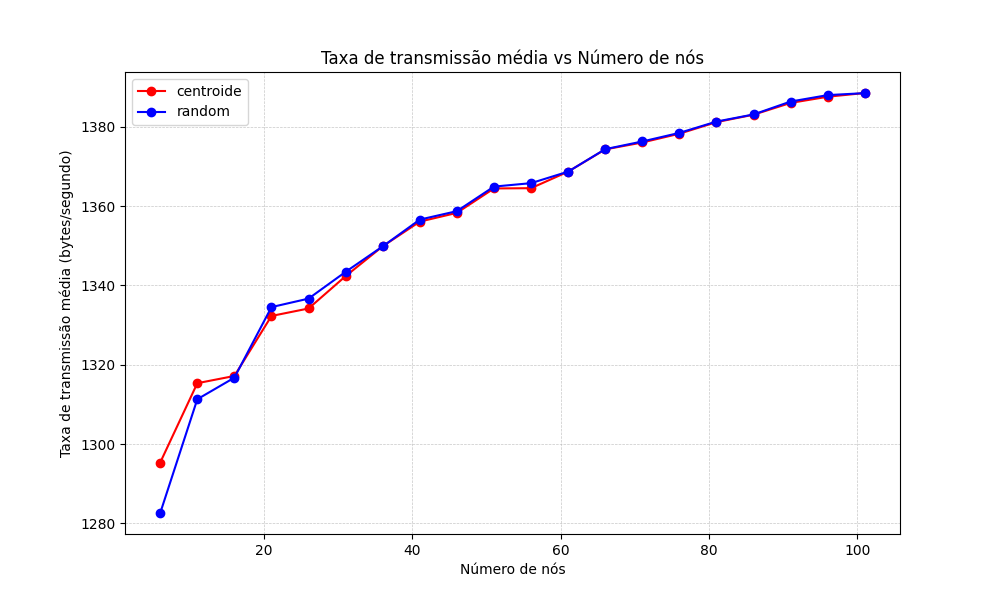 Taxa de transmissão média vs Número de nós
centroide
random
Taxa de transmissão média (bytes/segundo)
1380
1360
1340
1320
1300
1280
20 40 60 80 100
Número de nós